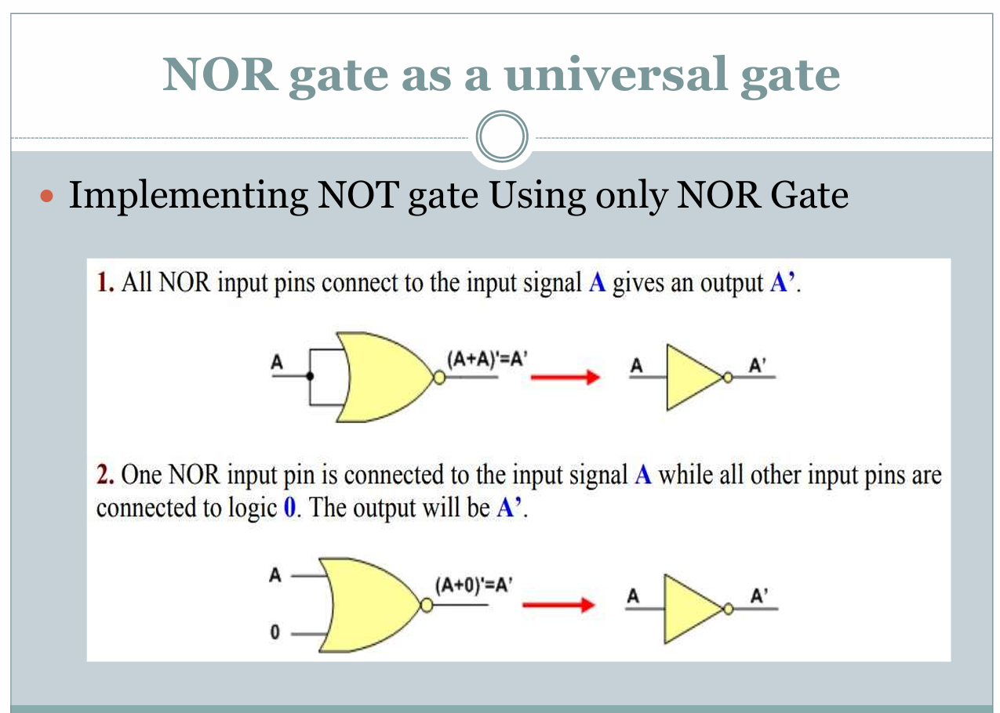 NOR gate as a universal gate
• Implementing NOT gate Using only NOR Gate
1. All NOR input pins connect to the input signal A gives an output A’.
A (A+A)'=A' A A'
2. One NOR input pin is connected to the input signal A while all other input pins are
connected to logic 0. The output will be A’.
A (A+0)'=A' A A'
0